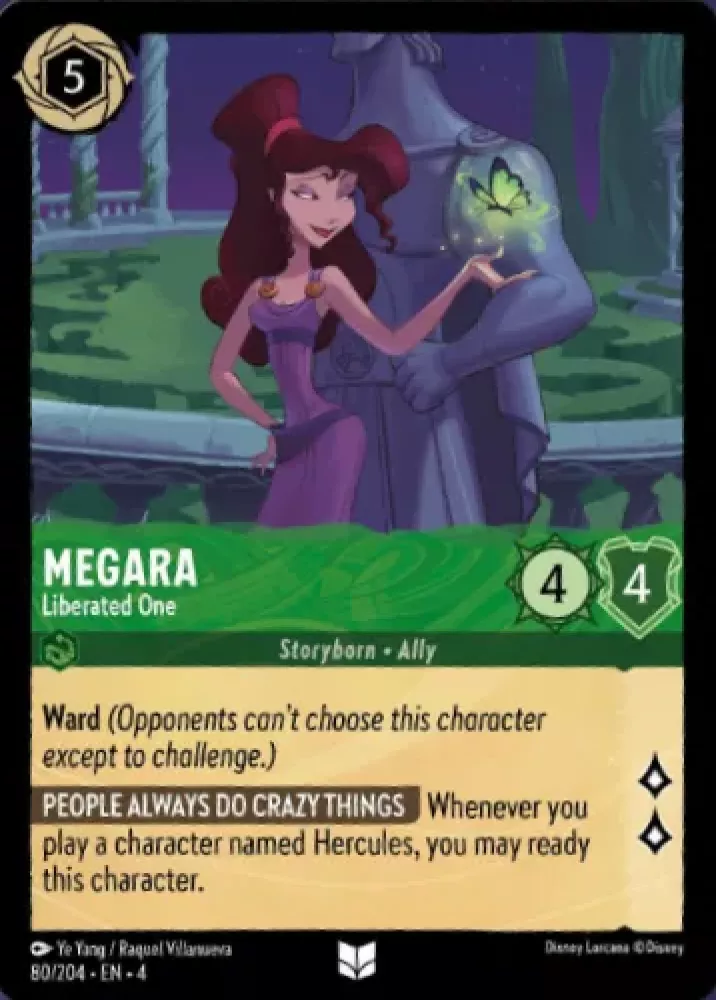 5
MEGARA
Liberated One
4
4
Storyborn • Ally
Ward (Opponents can't choose this character
except to challenge.)
PEOPLE ALWAYS DO CRAZY THINGS Whenever you
play a character named Hercules, you may ready
this character.
Ye Yang / Raquel Villanueva
Disney Lorcana ©Disney
80/204 • EN • 4